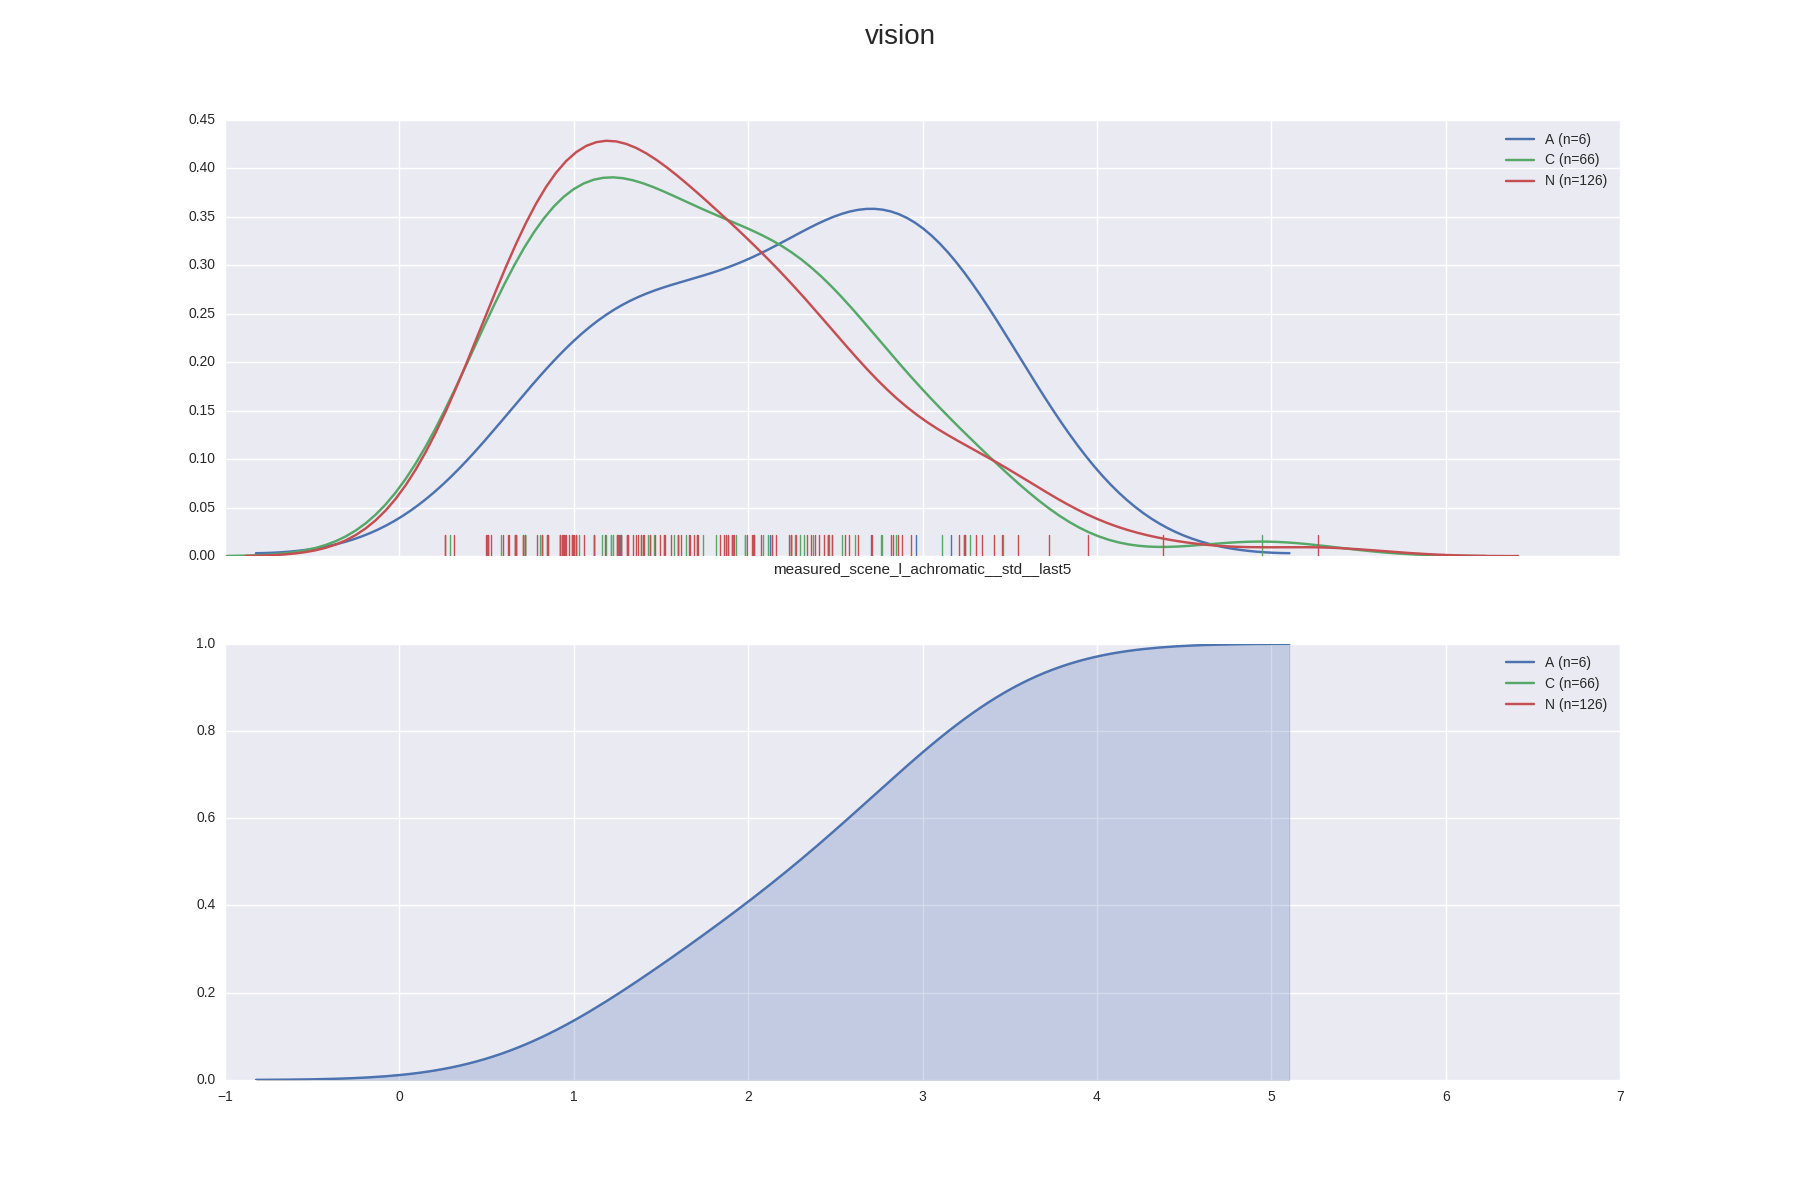 vision
0.45
0.40
0.35
0.30
0.25
0.20
0.15
0.10
0.05
0.00
A (n=6)
C (n=66)
N (n=126)
measured_scene_l_achromatic__std__last5
1.0
0.8
0.6
0.4
0.2
0.0
A (n=6)
C (n=66)
N (n=126)
−1 0 1 2 3 4 5 6 7